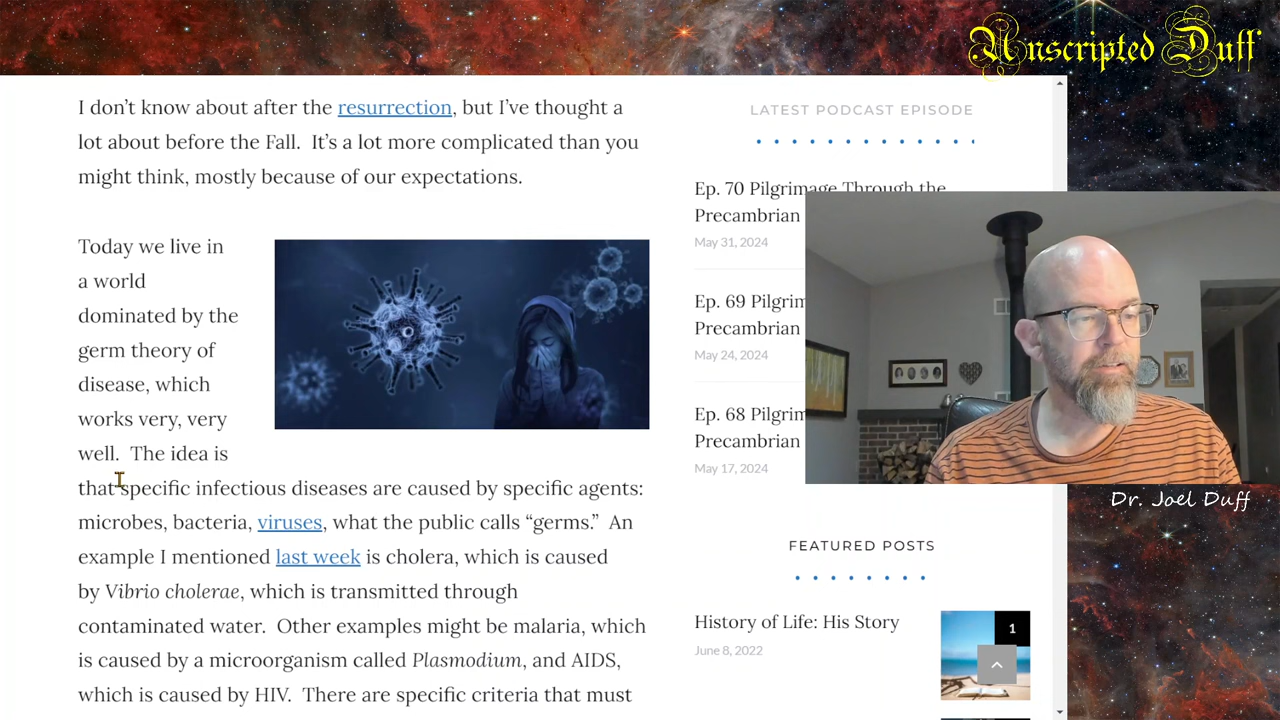 Unscripted Duff
I don’t know about after the resurrection, but I’ve thought a
lot about before the Fall.  It’s a lot more complicated than you
might think, mostly because of our expectations.
Today we live in
a world
dominated by the
germ theory of
disease, which
works very, very
well.  The idea is
that specific infectious diseases are caused by specific agents:
microbes, bacteria, viruses, what the public calls “germs.”  An
example I mentioned last week is cholera, which is caused
by Vibrio cholerae, which is transmitted through
contaminated water.  Other examples might be malaria, which
is caused by a microorganism called Plasmodium, and AIDS,
which is caused by HIV.  There are specific criteria that must
LATEST PODCAST EPISODE
Ep. 70 Pilgrimage Through the
Precambrian
May 31, 2024
Ep. 69 Pilgrim
Precambrian
May 24, 2024
Ep. 68 Pilgrim
Precambrian
May 17, 2024
Dr. Joel Duff
FEATURED POSTS
History of Life: His Story
June 8, 2022
1